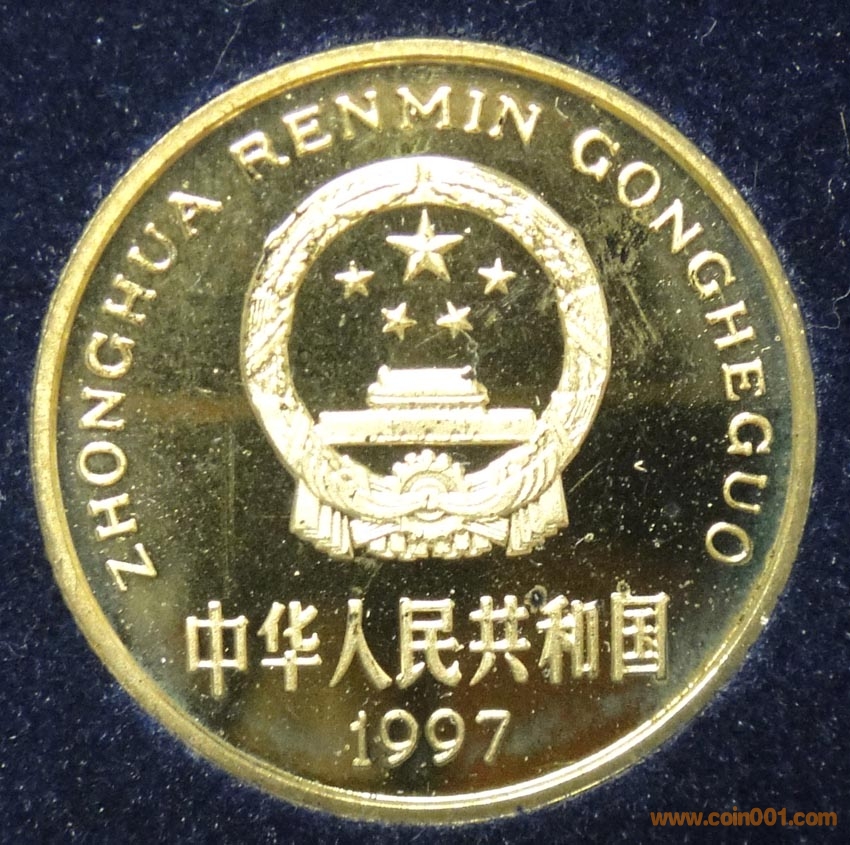 ZHONGHUA RENMIN GONGHEGUO
中华人民共和国
1997
www.coin001.com